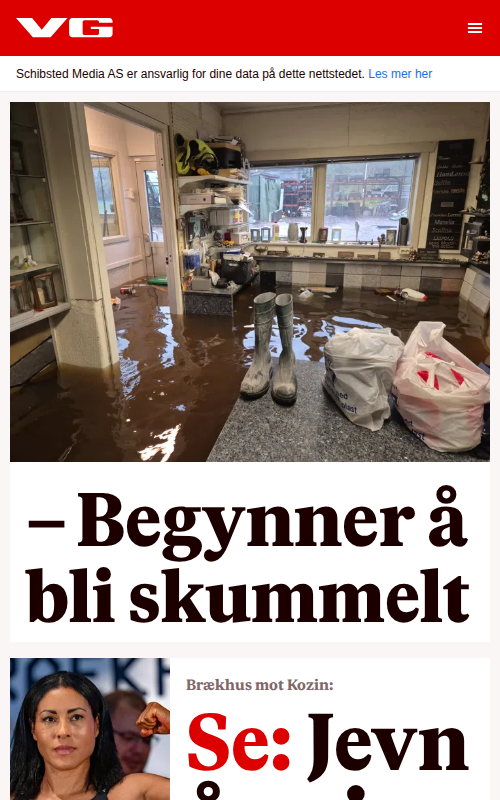 VG
Schibsted Media AS er ansvarlig for dine data på dette nettstedet. Les mer her
– Begynner å
bli skummelt
Brækhus mot Kozin:
Se: Jevn